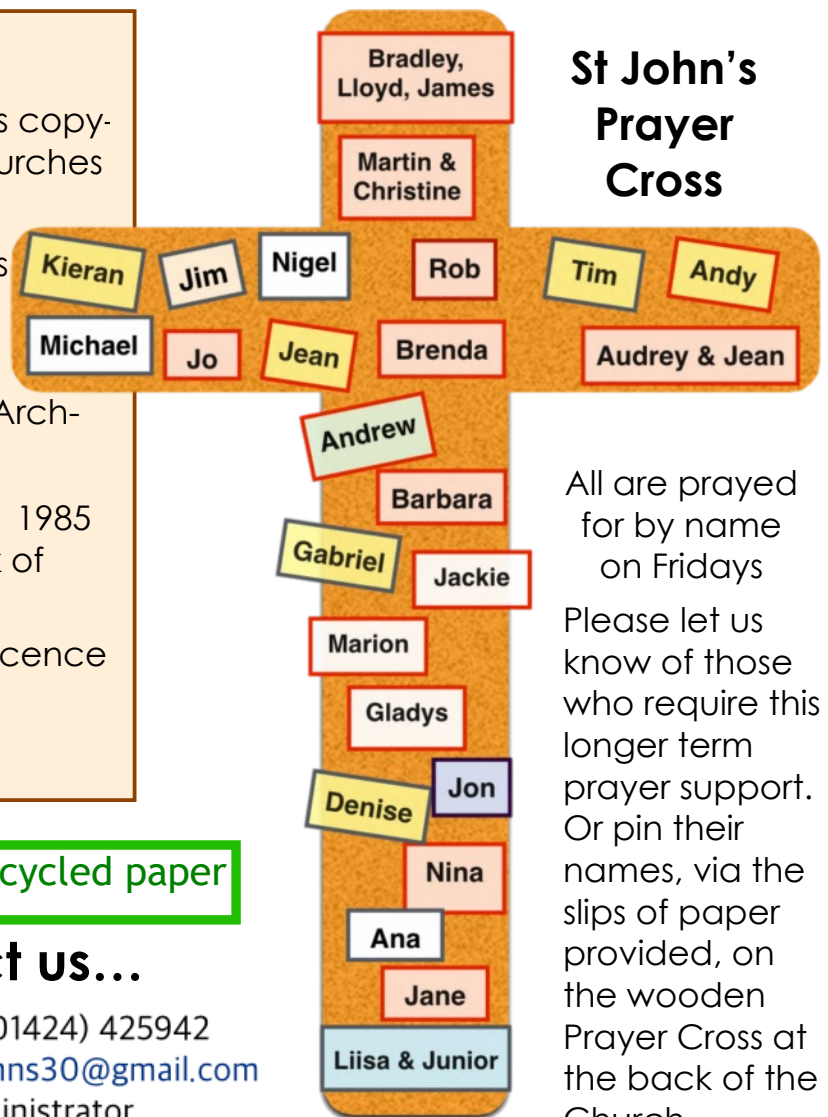 s copy-
urches
s
Arch-
1985
of
cence
cycled paper
ct us…
01424) 425942
nns30@gmail.com
inistrator
Bradley,
Lloyd, James
Martin &
Christine
Kieran
Jim
Nigel
Rob
Tim
Andy
Michael
Jo
Jean
Brenda
Audrey & Jean
Andrew
Barbara
Gabriel
Jackie
Marion
Gladys
Denise
Jon
Nina
Ana
Jane
Liisa & Junior
St John’s
Prayer
Cross
All are prayed
for by name
on Fridays
Please let us
know of those
who require this
longer term
prayer support.
Or pin their
names, via the
slips of paper
provided, on
the wooden
Prayer Cross at
the back of the
Church